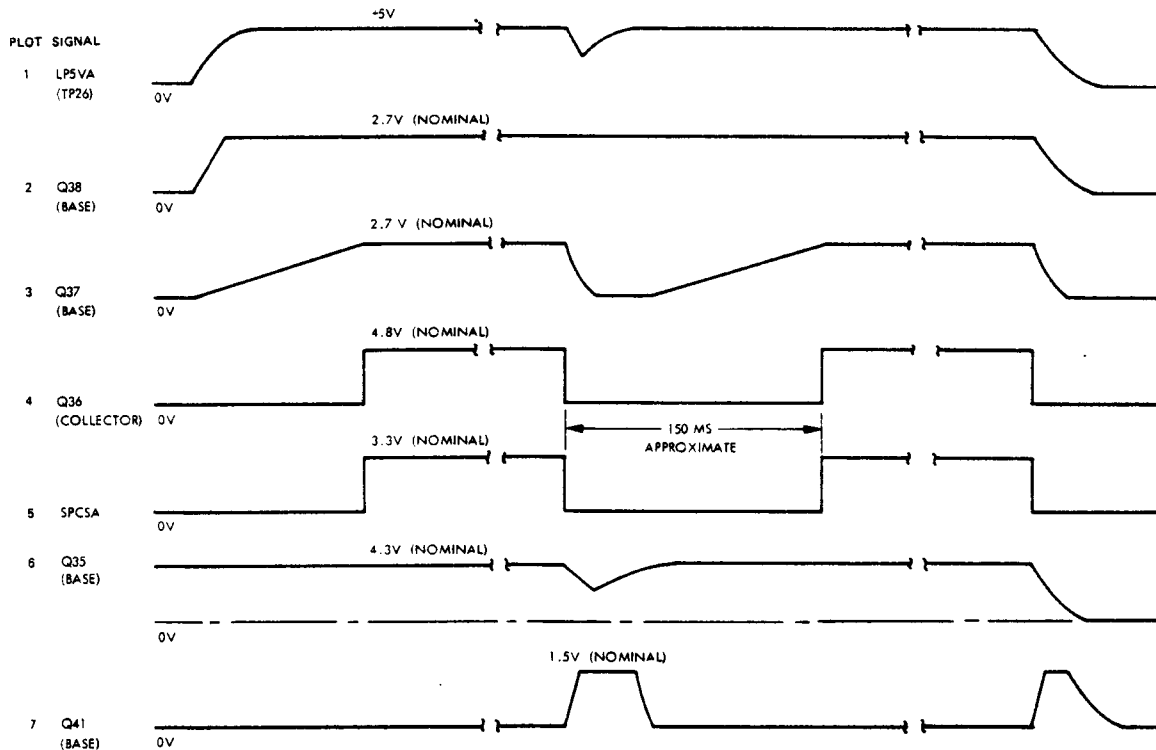 +5V
PLOT SIGNAL
1 LP5VA
(TP26)
0V
2.7V (NOMINAL)
2 Q38
(BASE)
0V
2.7 V (NOMINAL)
3 Q37
(BASE)
0V
4.8V (NOMINAL)
4 Q36
(COLLECTOR)
0V
150 MS
APPROXIMATE
3.3V (NOMINAL)
5 SPCSA
0V
4.3V (NOMINAL)
6 Q35
(BASE)
0V
1.5V (NOMINAL)
7 Q41
(BASE)
0V